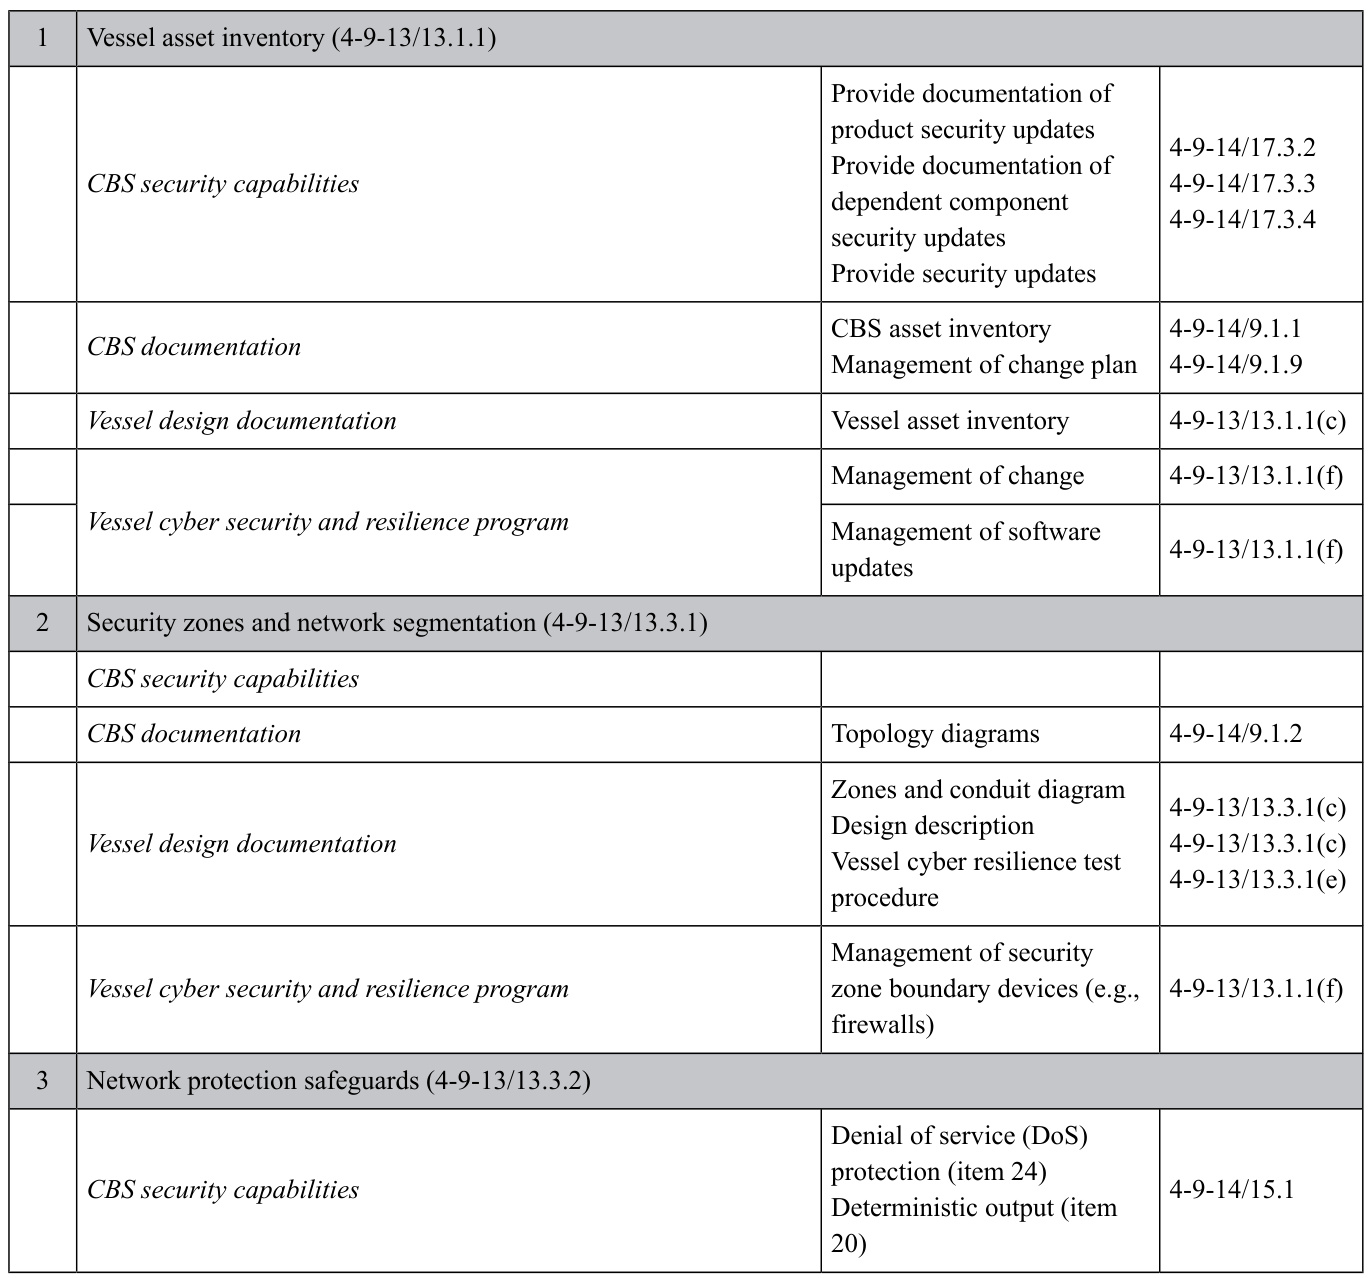 1 Vessel asset inventory (4-9-13/13.1.1)
CBS security capabilities
Provide documentation of
product security updates
Provide documentation of
dependent component
security updates
Provide security updates
4-9-14/17.3.2
4-9-14/17.3.3
4-9-14/17.3.4
CBS documentation
CBS asset inventory
Management of change plan
4-9-14/9.1.1
4-9-14/9.1.9
Vessel design documentation
Vessel asset inventory
4-9-13/13.1.1(c)
Vessel cyber security and resilience program
Management of change
4-9-13/13.1.1(f)
Management of software
updates
4-9-13/13.1.1(f)
2 Security zones and network segmentation (4-9-13/13.3.1)
CBS security capabilities
CBS documentation
Topology diagrams
4-9-14/9.1.2
Vessel design documentation
Zones and conduit diagram
Design description
Vessel cyber resilience test
procedure
4-9-13/13.3.1(c)
4-9-13/13.3.1(c)
4-9-13/13.3.1(e)
Vessel cyber security and resilience program
Management of security
zone boundary devices (e.g.,
firewalls)
4-9-13/13.1.1(f)
3 Network protection safeguards (4-9-13/13.3.2)
CBS security capabilities
Denial of service (DoS)
protection (item 24)
Deterministic output (item
20)
4-9-14/15.1